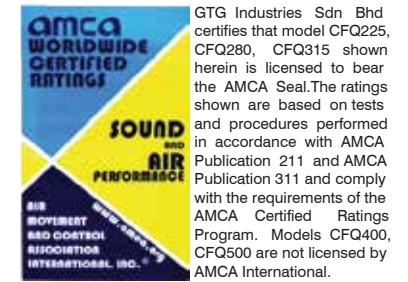 amca
WORLDWIDE
CERTIFIED
RATINGS
SOUND
AND
AIR
PERFORMANCE
AIR
MOVEMENT
AND CONTROL
ASSOCIATION
INTERNATIONAL, INC.®
www.amca.org
GTG Industries Sdn Bhd
certifies that model CFQ225,
CFQ280, CFQ315 shown
herein is licensed to bear
the AMCA Seal.The ratings
shown are based on tests
and procedures performed
in accordance with AMCA
Publication 211 and AMCA
Publication 311 and comply
with the requirements of the
AMCA Certified Ratings
Program. Models CFQ400,
CFQ500 are not licensed by
AMCA International.